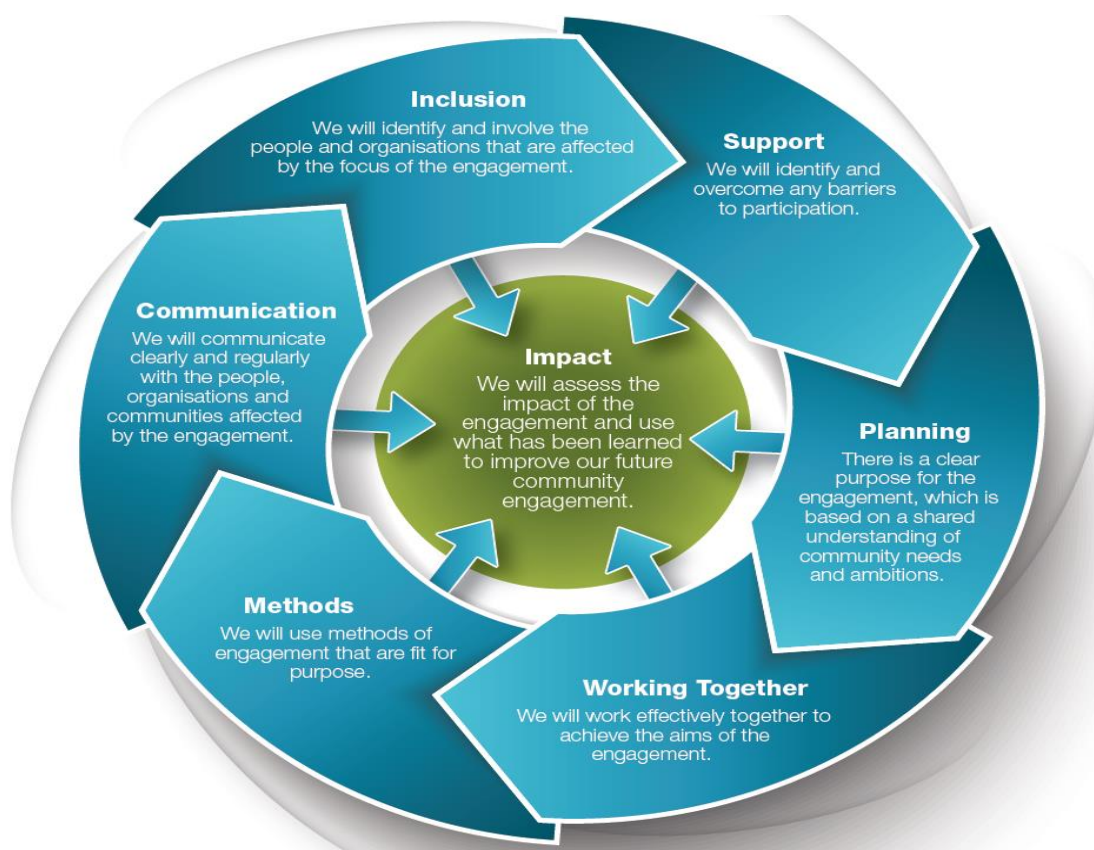 Inclusion
We will identify and involve the
people and organisations that are affected
by the focus of the engagement.
Support
We will identify and
overcome any barriers
to participation.
Planning
There is a clear
purpose for the
engagement, which is
based on a shared
understanding of
community needs
and ambitions.
Working Together
We will work effectively together to
achieve the aims of the
engagement.
Methods
We will use methods of
engagement that are fit for
purpose.
Communication
We will communicate
clearly and regularly
with the people,
organisations and
communities affected
by the engagement.
Impact
We will assess the
impact of the
engagement and use
what has been learned
to improve our future
community
engagement.